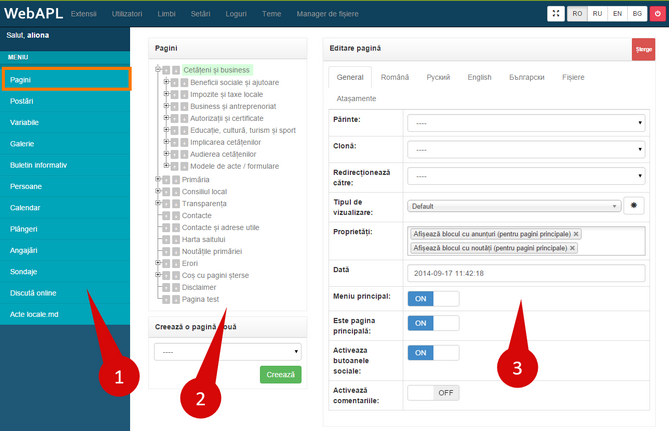 WebAPL Extensii Utilizatori Limbi Setări Loguri Teme Manager de fișiere RO RU EN BG
Salut, aliona
MENIU
Pagini
Postări
Variabile
Galerie
Buletin informativ
Persoane
Calendar
Plângeri
Angajări
Sondaje
Discută online
Acte locale.md
1
Pagini
Cetățeni și business
Beneficii sociale și ajutoare
Impozite și taxe locale
Business și antreprenoriat
Autorizații și certificate
Educație, cultură, turism și sport
Implicarea cetățenilor
Audierea cetățenilor
Modele de acte / formulare
Primăria
Consiliul local
Transparența
Contacte
Contacte și adrese utile
Harta saitului
Noutățile primăriei
Erori
Coș cu pagini șterse
Disclaimer
Pagina test
Creează o pagină nouă
----
Creează
2
Editare pagină
Șterge
General Română Русский English Български Fișiere
Atașamente
Părinte: ----
Clonă: ----
Redirecționează către: ----
Tipul de vizualizare: Default
Proprietăți: Afișează blocul cu anunțuri (pentru pagini principale) ×
Afișează blocul cu noutăți (pentru pagini principale) ×
Dată 2014-09-17 11:42:18
Meniu principal: ON
Este pagina principală: ON
Activeaza butoanele sociale: ON
Activează comentariile: OFF
3